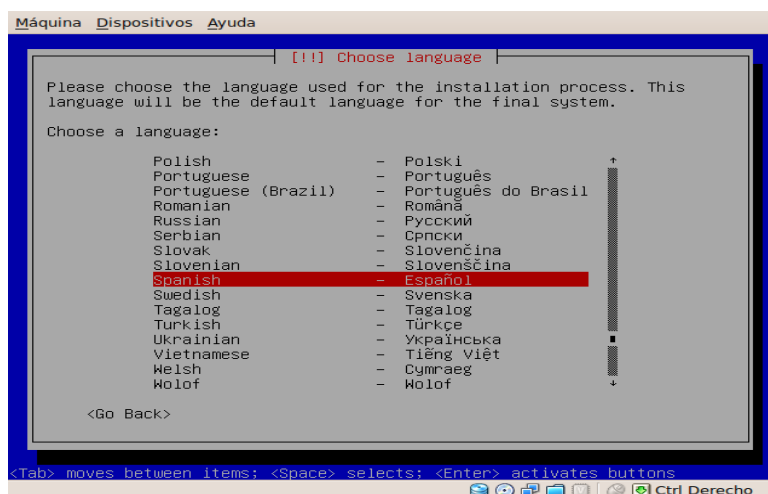 Máquina Dispositivos Ayuda
[!!] Choose language
Please choose the language used for the installation process. This
language will be the default language for the final system.
Choose a language:
Polish - Polski
Portuguese - Português
Portuguese (Brazil) - Português do Brasil
Romanian - Română
Russian - Русский
Serbian - Српски
Slovak - Slovenčina
Slovenian - Slovenščina
Spanish - Español
Swedish - Svenska
Tagalog - Tagalog
Turkish - Türkçe
Ukrainian - Українська
Vietnamese - Tiếng Việt
Welsh - Cymraeg
Wolof - Wolof
<Go Back>
<Tab> moves between items; <Space> selects; <Enter> activates buttons
Ctrl Derecho